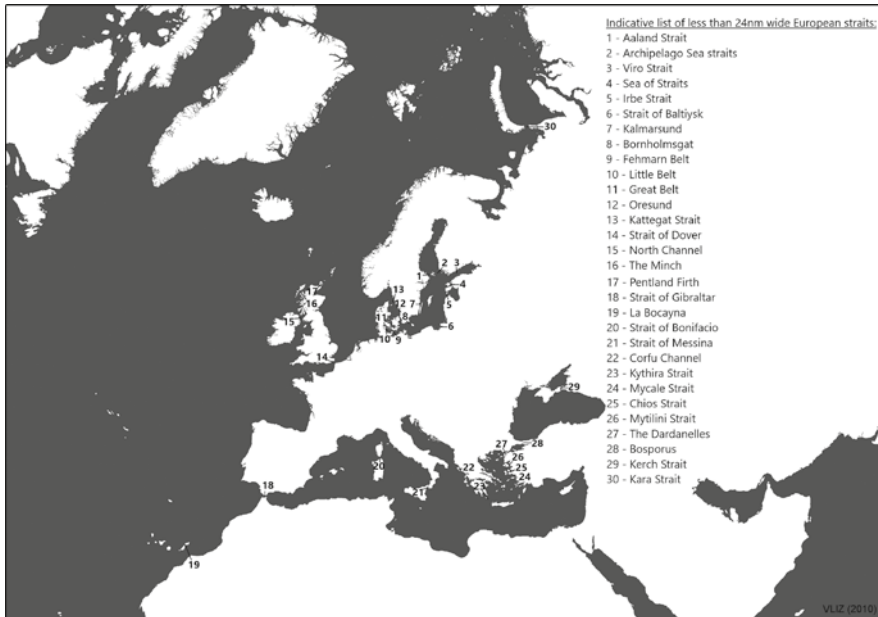 Indicative list of less than 24nm wide European straits:
1 - Aaland Strait
2 - Archipelago Sea straits
3 - Viro Strait
4 - Sea of Straits
5 - Irbe Strait
6 - Strait of Baltiysk
7 - Kalmarsund
8 - Bornholmsgat
9 - Fehmarn Belt
10 - Little Belt
11 - Great Belt
12 - Oresund
13 - Kattegat Strait
14 - Strait of Dover
15 - North Channel
16 - The Minch
17 - Pentland Firth
18 - Strait of Gibraltar
19 - La Bocayna
20 - Strait of Bonifacio
21 - Strait of Messina
22 - Corfu Channel
23 - Kythira Strait
24 - Mycale Strait
25 - Chios Strait
26 - Mytilini Strait
27 - The Dardanelles
28 - Bosporus
29 - Kerch Strait
30 - Kara Strait
30
2
3
1
4
13
17
16
12
7
5
11
8
15
6
10
9
14
29
27
28
26
20
22
25
24
18
23
21
19
VLIZ (2010)